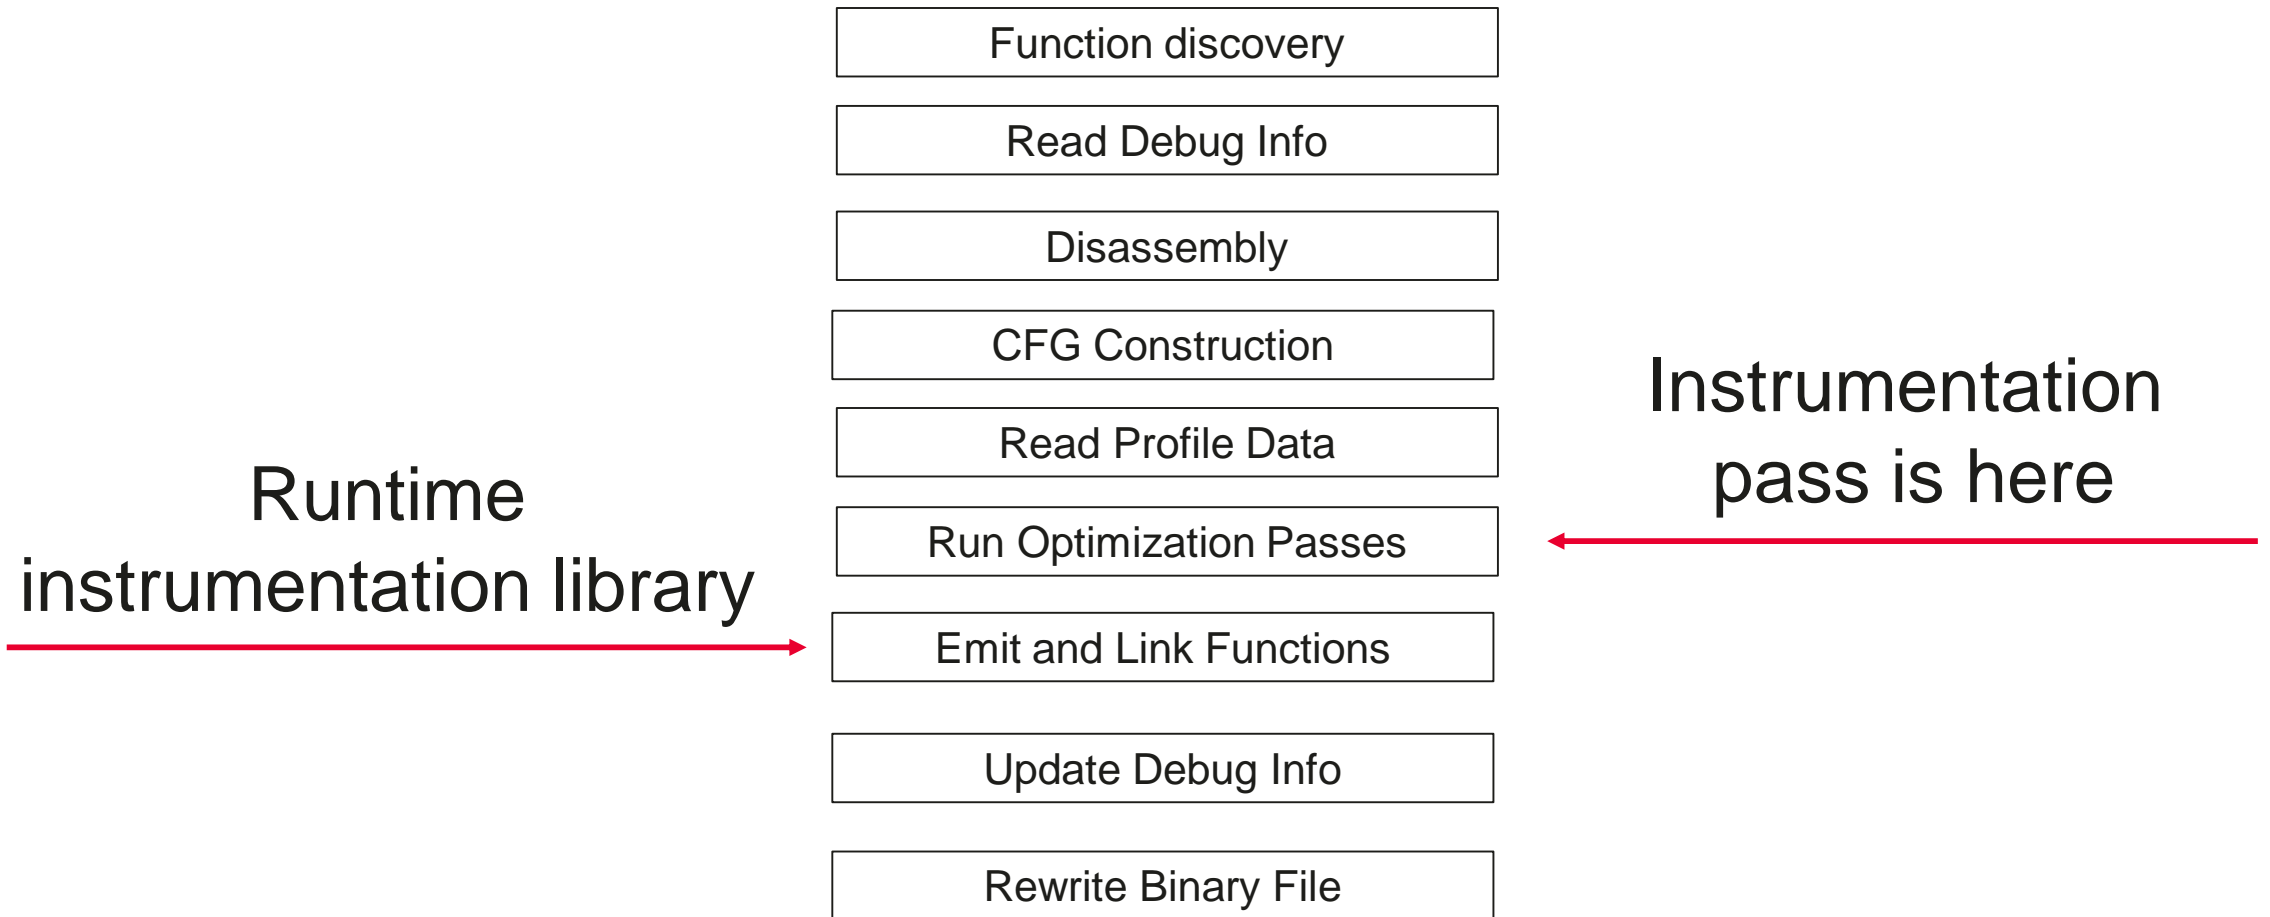 Function discovery
Read Debug Info
Disassembly
CFG Construction
Read Profile Data
Run Optimization Passes
Emit and Link Functions
Update Debug Info
Rewrite Binary File
Runtime
instrumentation library
Instrumentation
pass is here